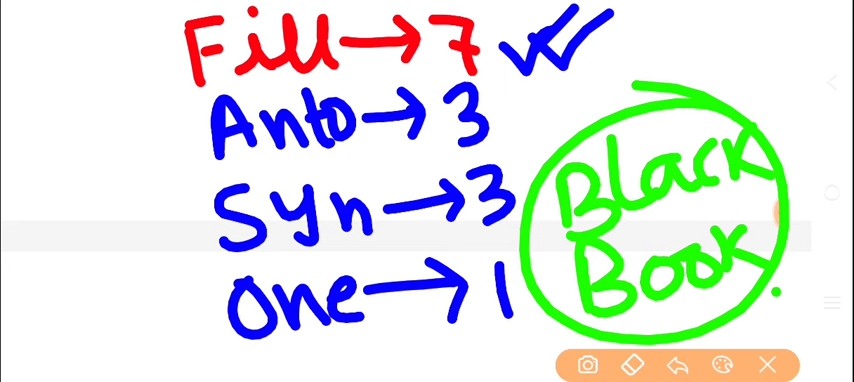 Fill → 7
Anto → 3
Syn → 3
One → 1
Black
Book